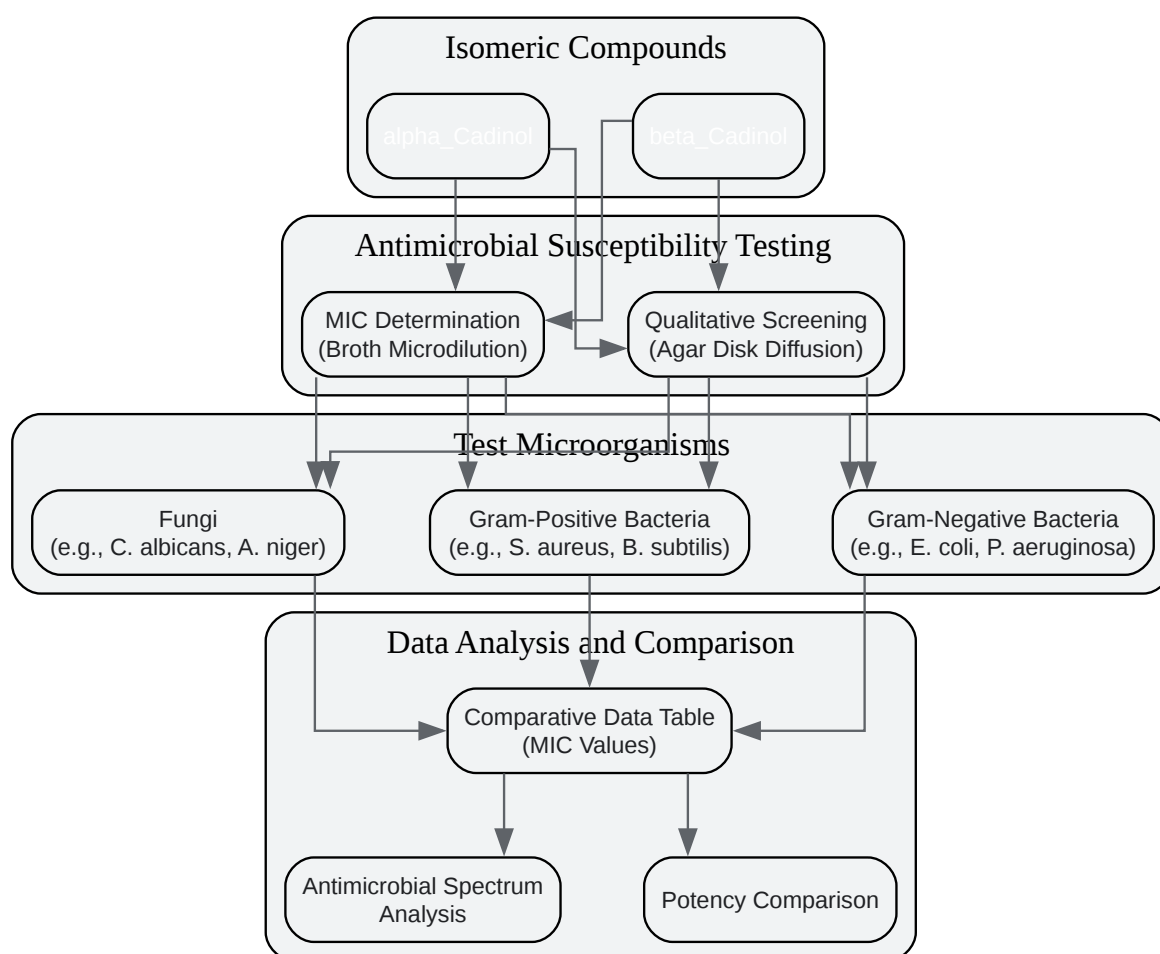 Isomeric Compounds
alpha_Cadinol
beta_Cadinol
Antimicrobial Susceptibility Testing
MIC Determination
(Broth Microdilution)
Qualitative Screening
(Agar Disk Diffusion)
Test Microorganisms
Fungi
(e.g., C. albicans, A. niger)
Gram-Positive Bacteria
(e.g., S. aureus, B. subtilis)
Gram-Negative Bacteria
(e.g., E. coli, P. aeruginosa)
Data Analysis and Comparison
Comparative Data Table
(MIC Values)
Antimicrobial Spectrum
Analysis
Potency Comparison